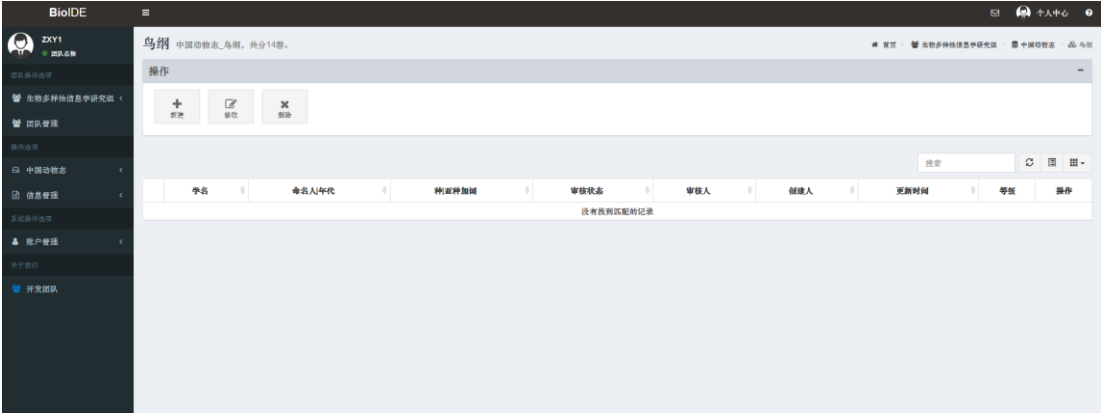 BioIDE
个人中心
ZXY1
团队名称
团队操作选项
生物多样性信息学研究组
团队管理
操作选项
中国动物志
信息管理
系统操作选项
账户管理
关于我们
开发团队
鸟纲 中国动物志_鸟纲，共分14卷。
首页 > 生物多样性信息学研究组 > 中国动物志 > 鸟纲
操作
新建 修改 删除
搜索
学名 命名人|年代 种|亚种加词 审核状态 审核人 创建人 更新时间 等级 操作
没有找到匹配的记录